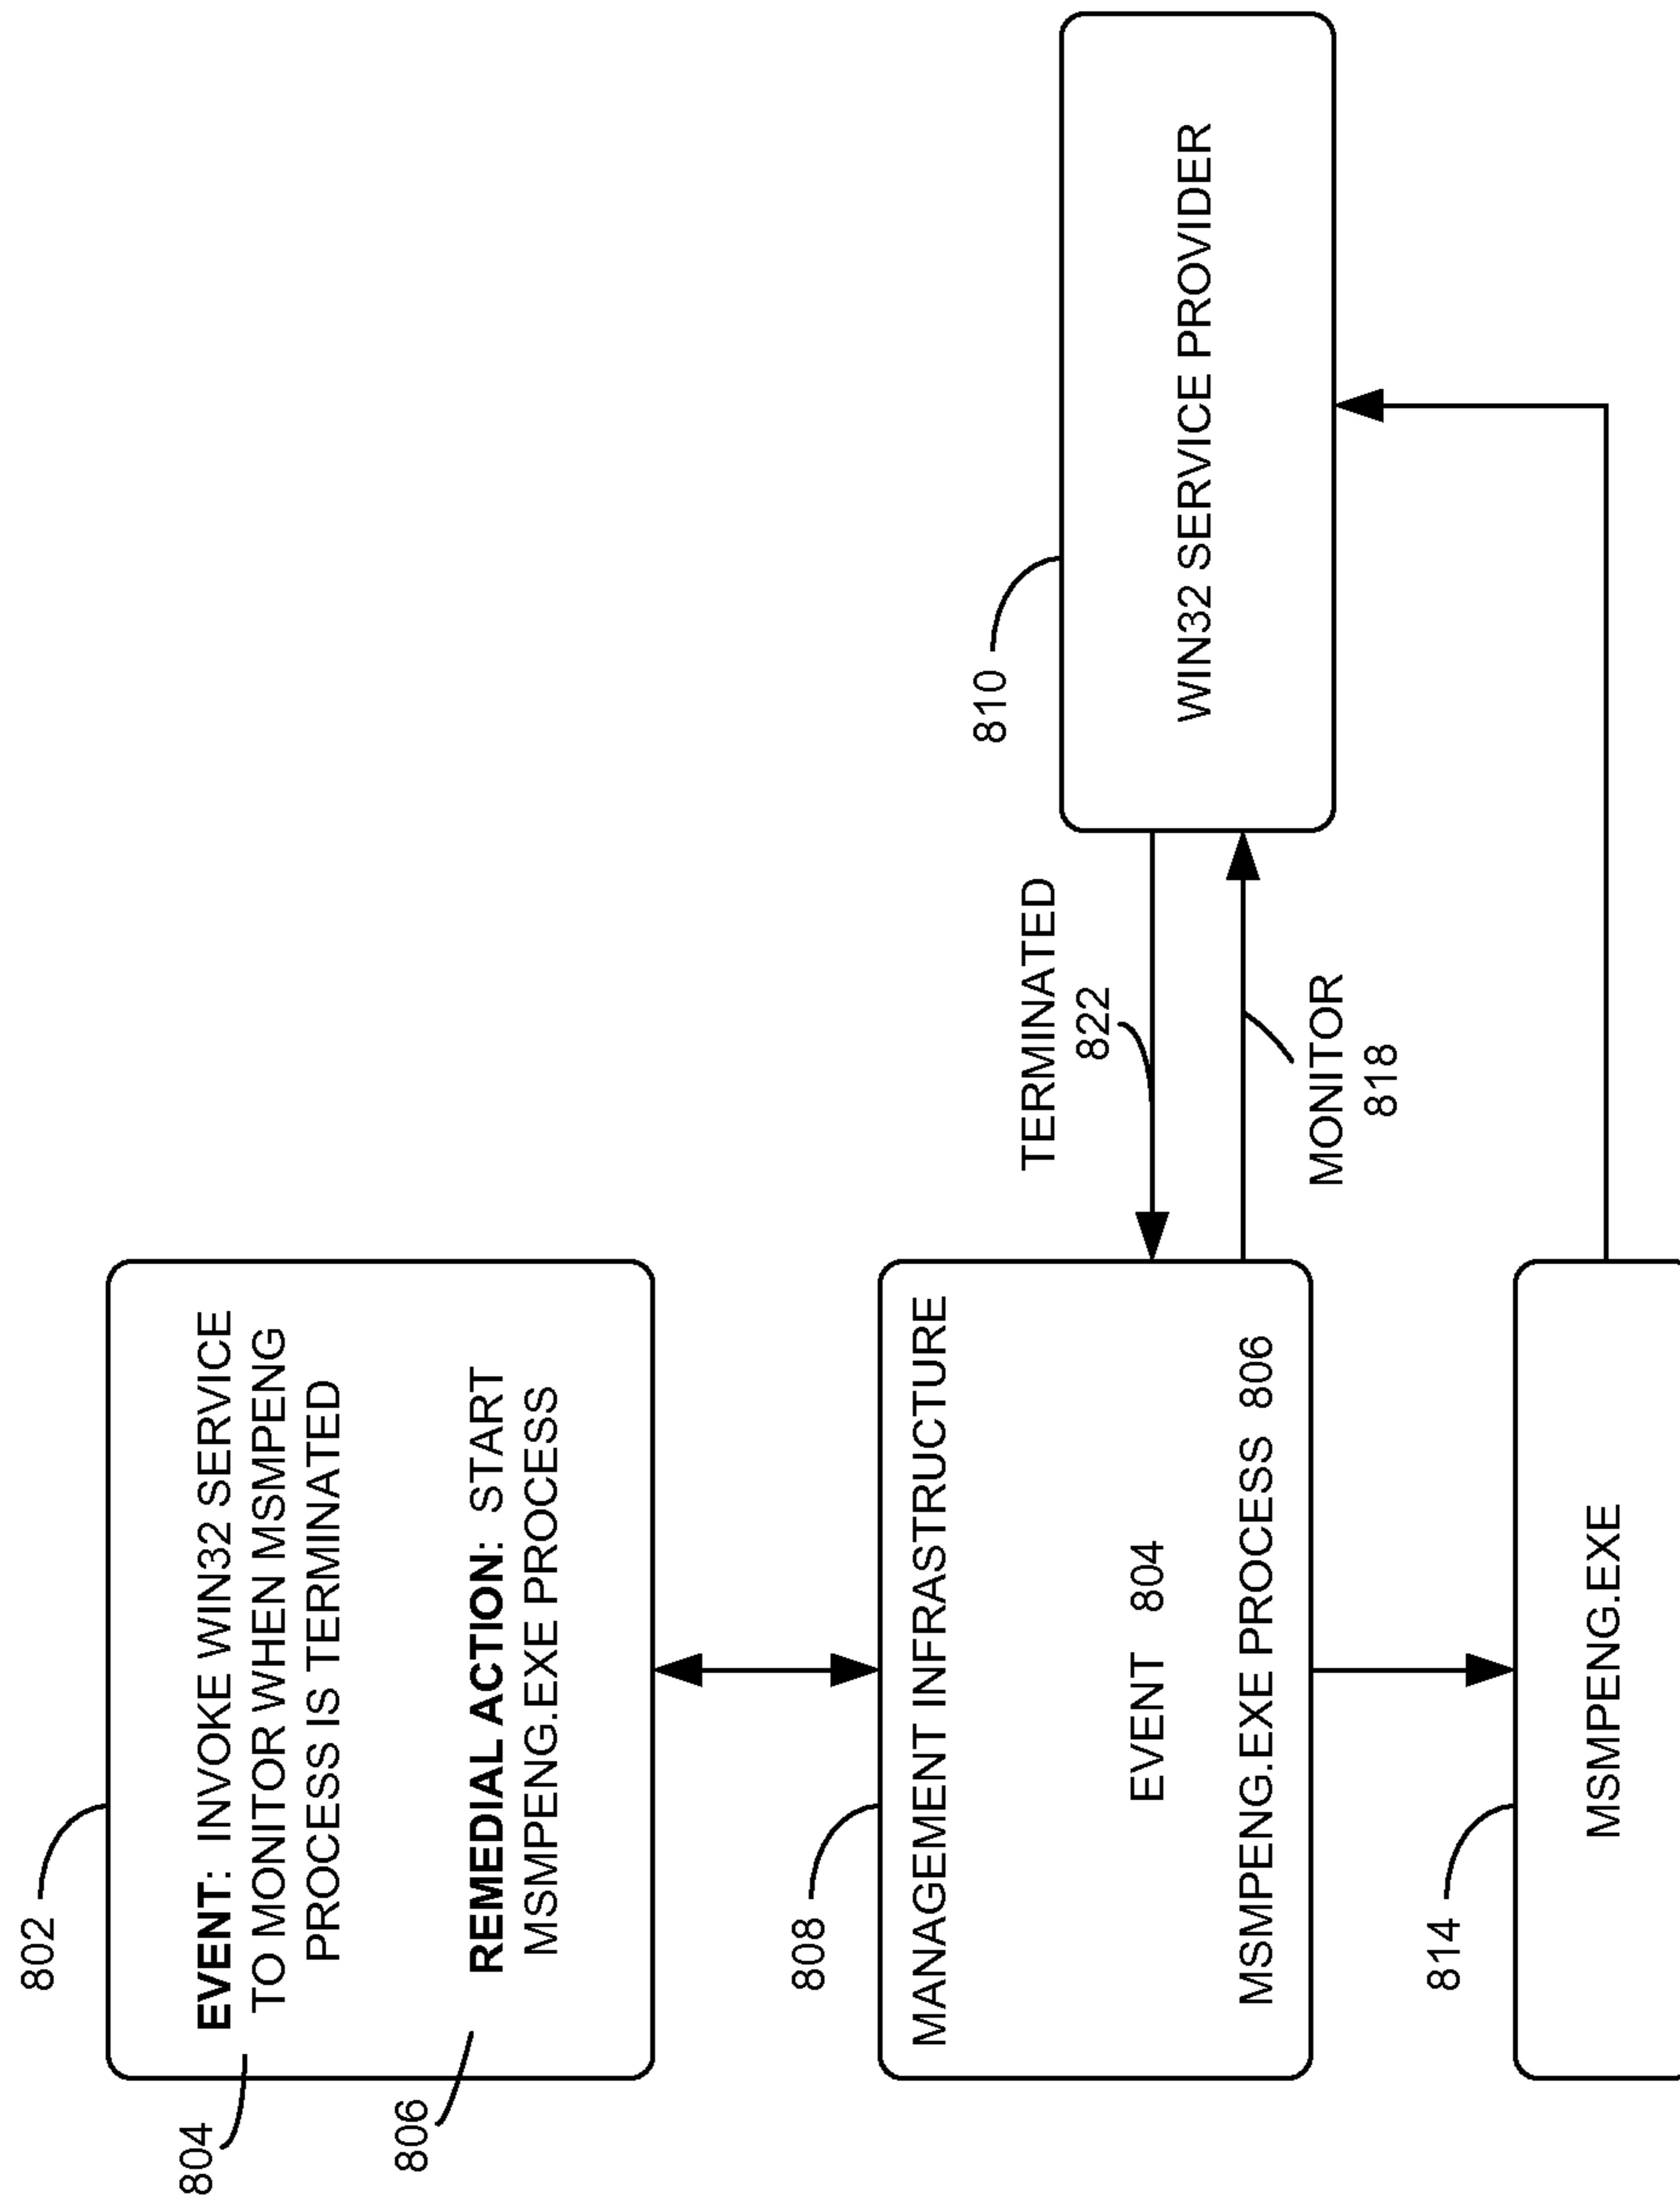 802
804
EVENT: INVOKE WIN32 SERVICE
TO MONITOR WHEN MSMPENG
PROCESS IS TERMINATED
806
REMEDIAL ACTION: START
MSMPENG.EXE PROCESS
808
MANAGEMENT INFRASTRUCTURE
EVENT 804
MSMPENG.EXE PROCESS 806
TERMINATED
822
MONITOR
818
810
WIN32 SERVICE PROVIDER
814
MSMPENG.EXE